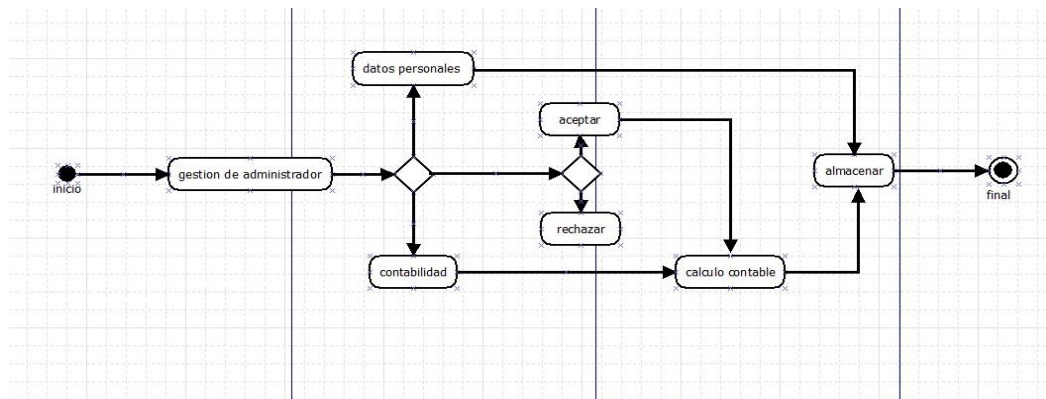 datos personales
aceptar
gestion de administrador
almacenar
inicio
final
rechazar
contabilidad
calculo contable